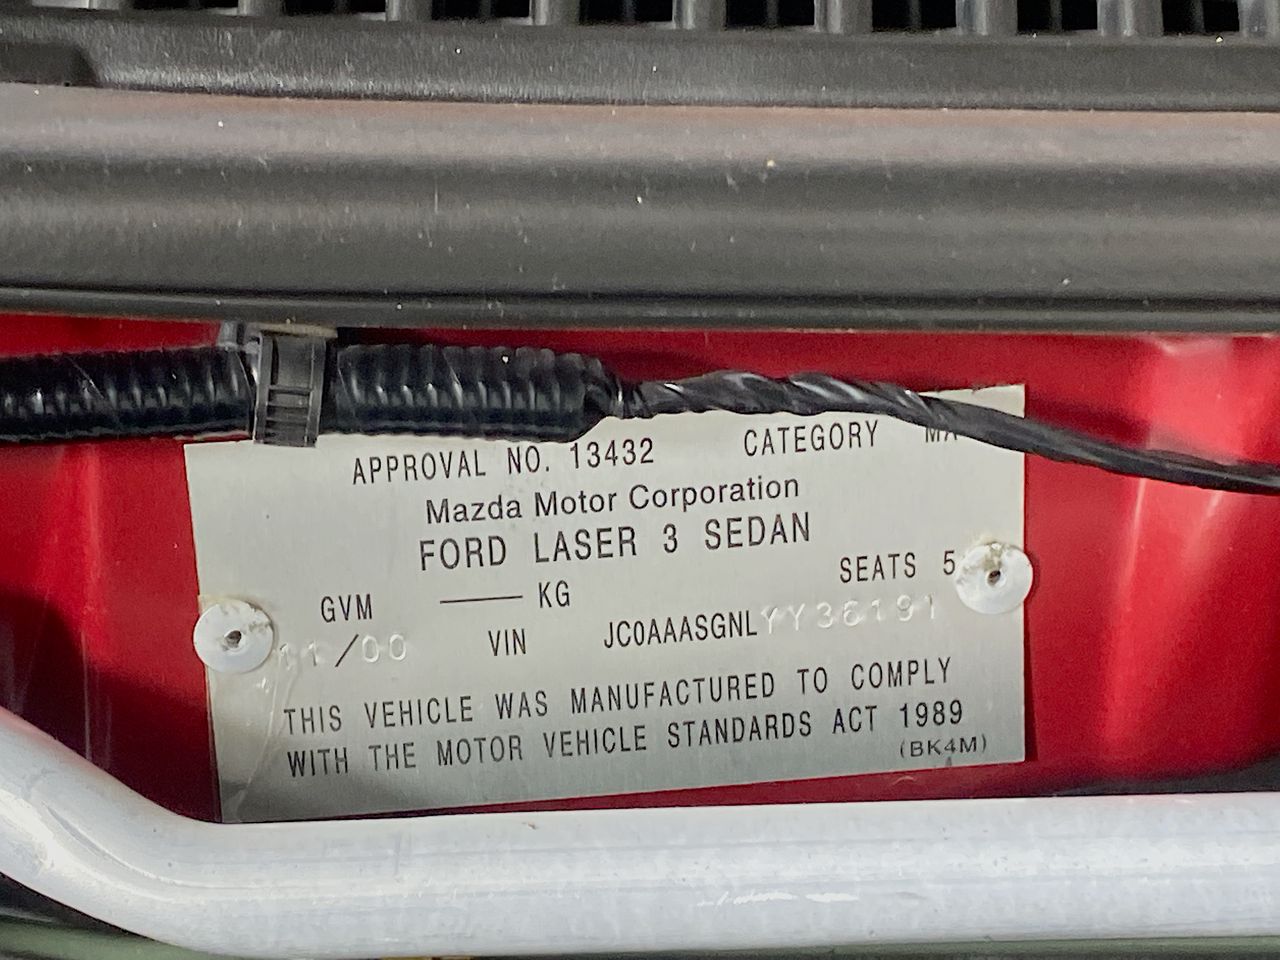 APPROVAL NO. 13432 CATEGORY MA
Mazda Motor Corporation
FORD LASER 3 SEDAN
SEATS 5
GVM —— KG
11/00 VIN JC0AAASGNLYY36191
THIS VEHICLE WAS MANUFACTURED TO COMPLY
WITH THE MOTOR VEHICLE STANDARDS ACT 1989
(BK4M)